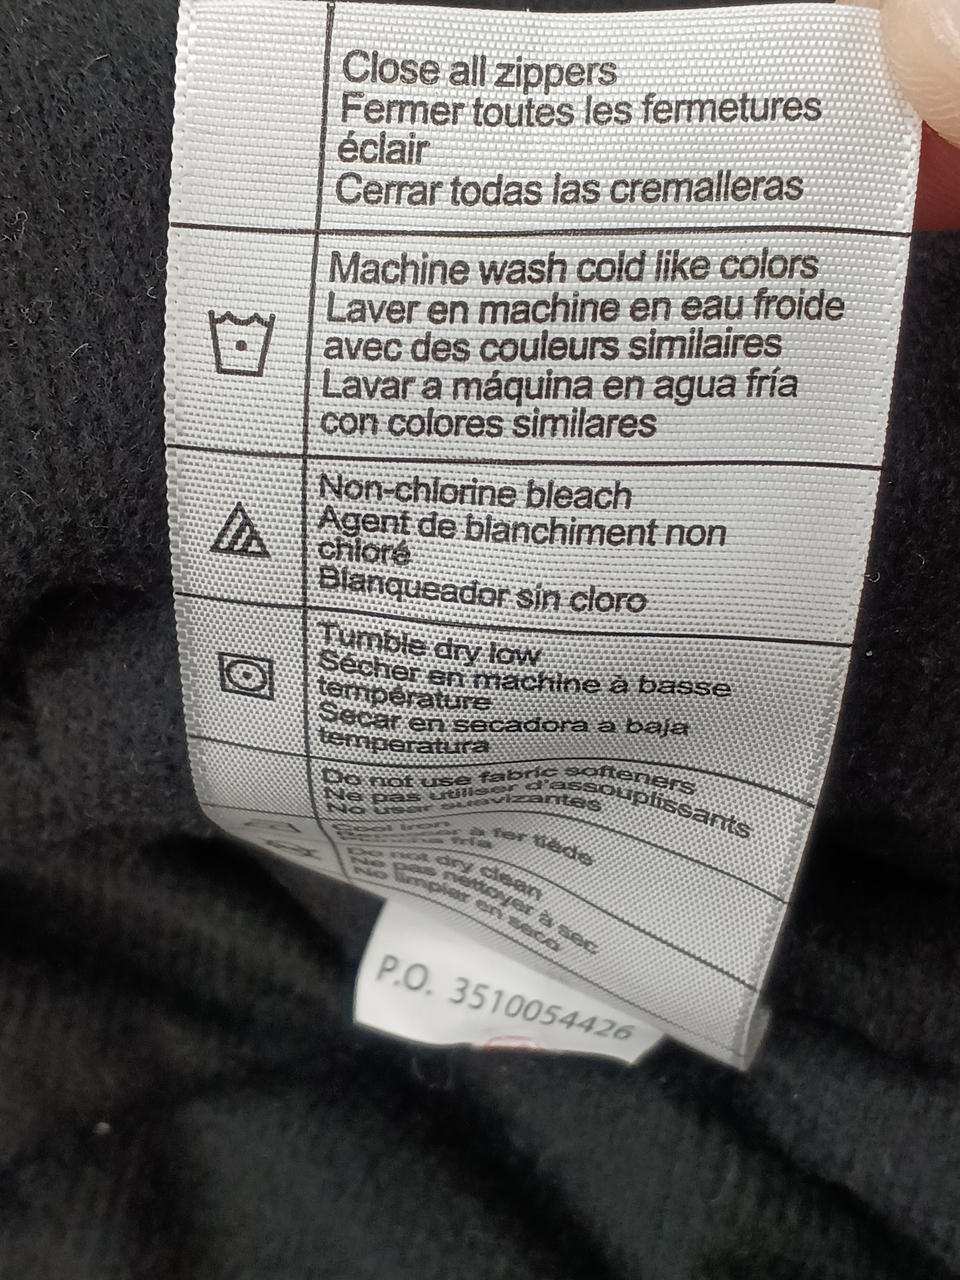 Close all zippers
Fermer toutes les fermetures
éclair
Cerrar todas las cremalleras
Machine wash cold like colors
Laver en machine en eau froide
avec des couleurs similaires
Lavar a máquina en agua fría
con colores similares
Non-chlorine bleach
Agent de blanchiment non
chloré
Blanqueador sin cloro
Tumble dry low
Sécher en machine à basse
température
Secar en secadora a baja
temperatura
Do not use fabric softeners
Ne pas utiliser d'assouplissants
No usar suavizantes
Cool iron
à fer tiède
fría
Do not dry clean
Ne pas nettoyer à sec
No limpiar en seco
P.O. 3510054426